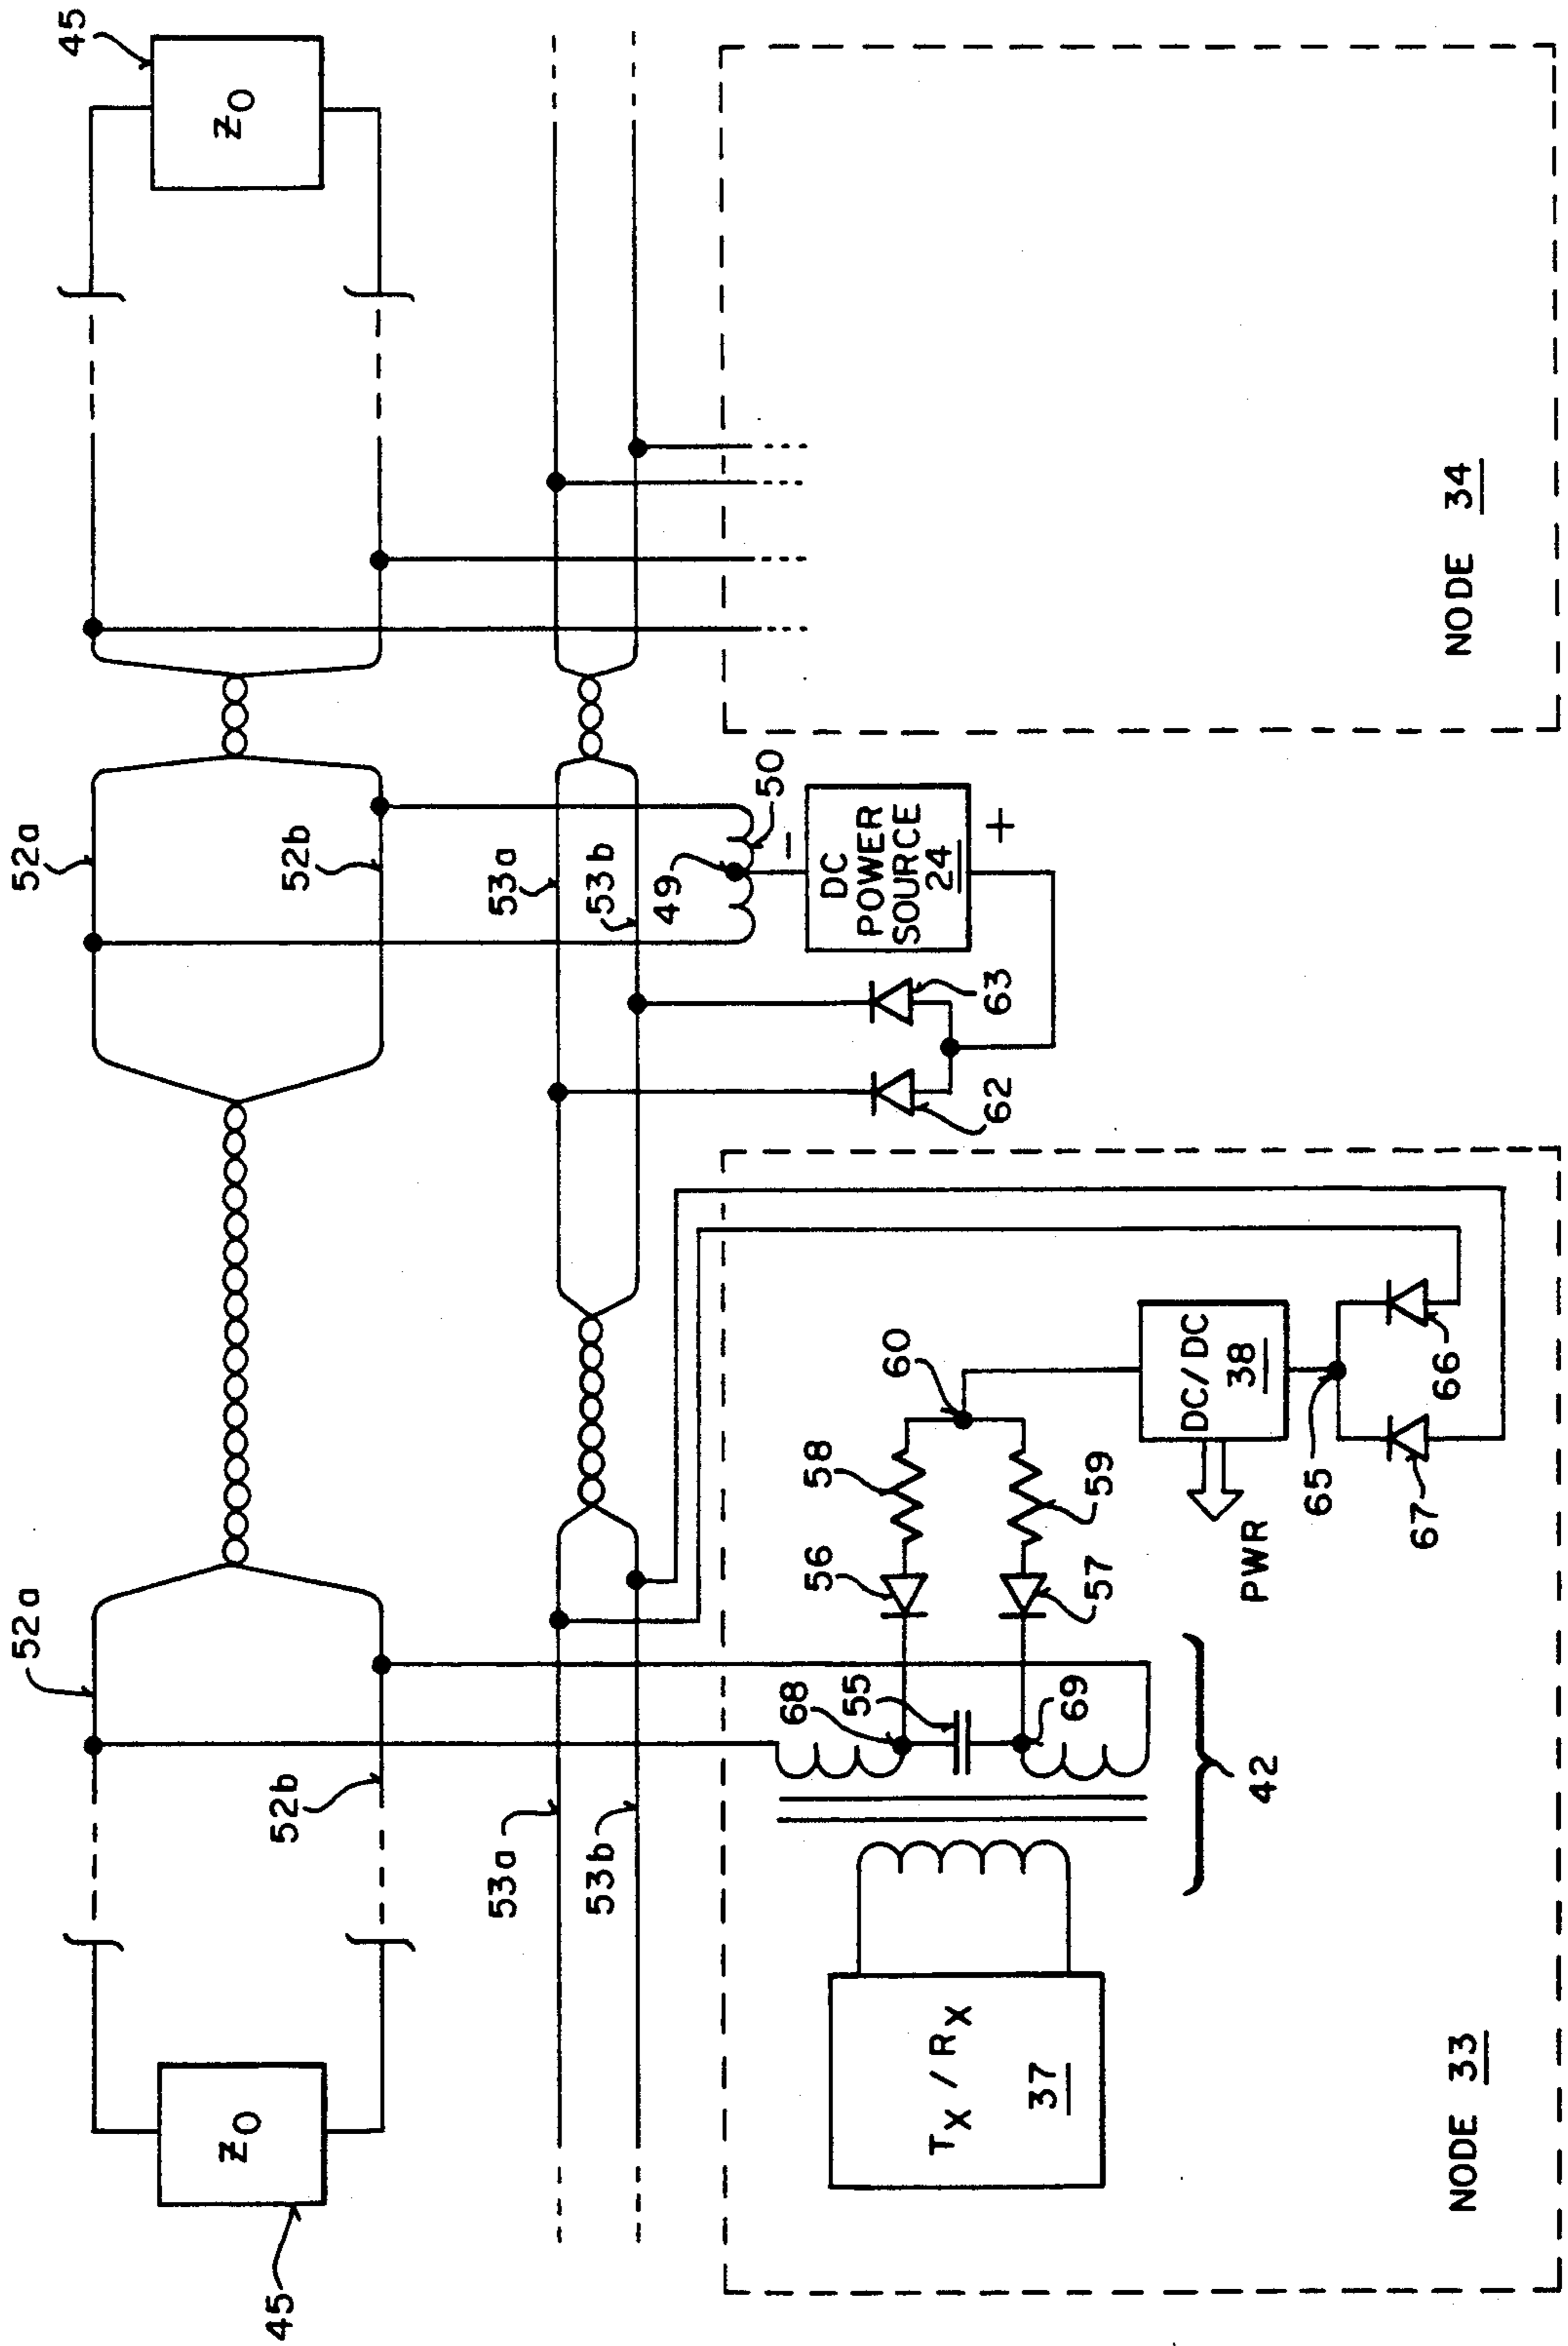 45
Z0
52a
52b
53a
53b
52a
52b
53a
53b
49
50
−
DC
POWER
SOURCE
24
+
62
63
45
Z0
NODE 34
68
55
69
56
57
58
59
60
DC/DC
38
PWR
65
66
67
42
TX / RX
37
NODE 33